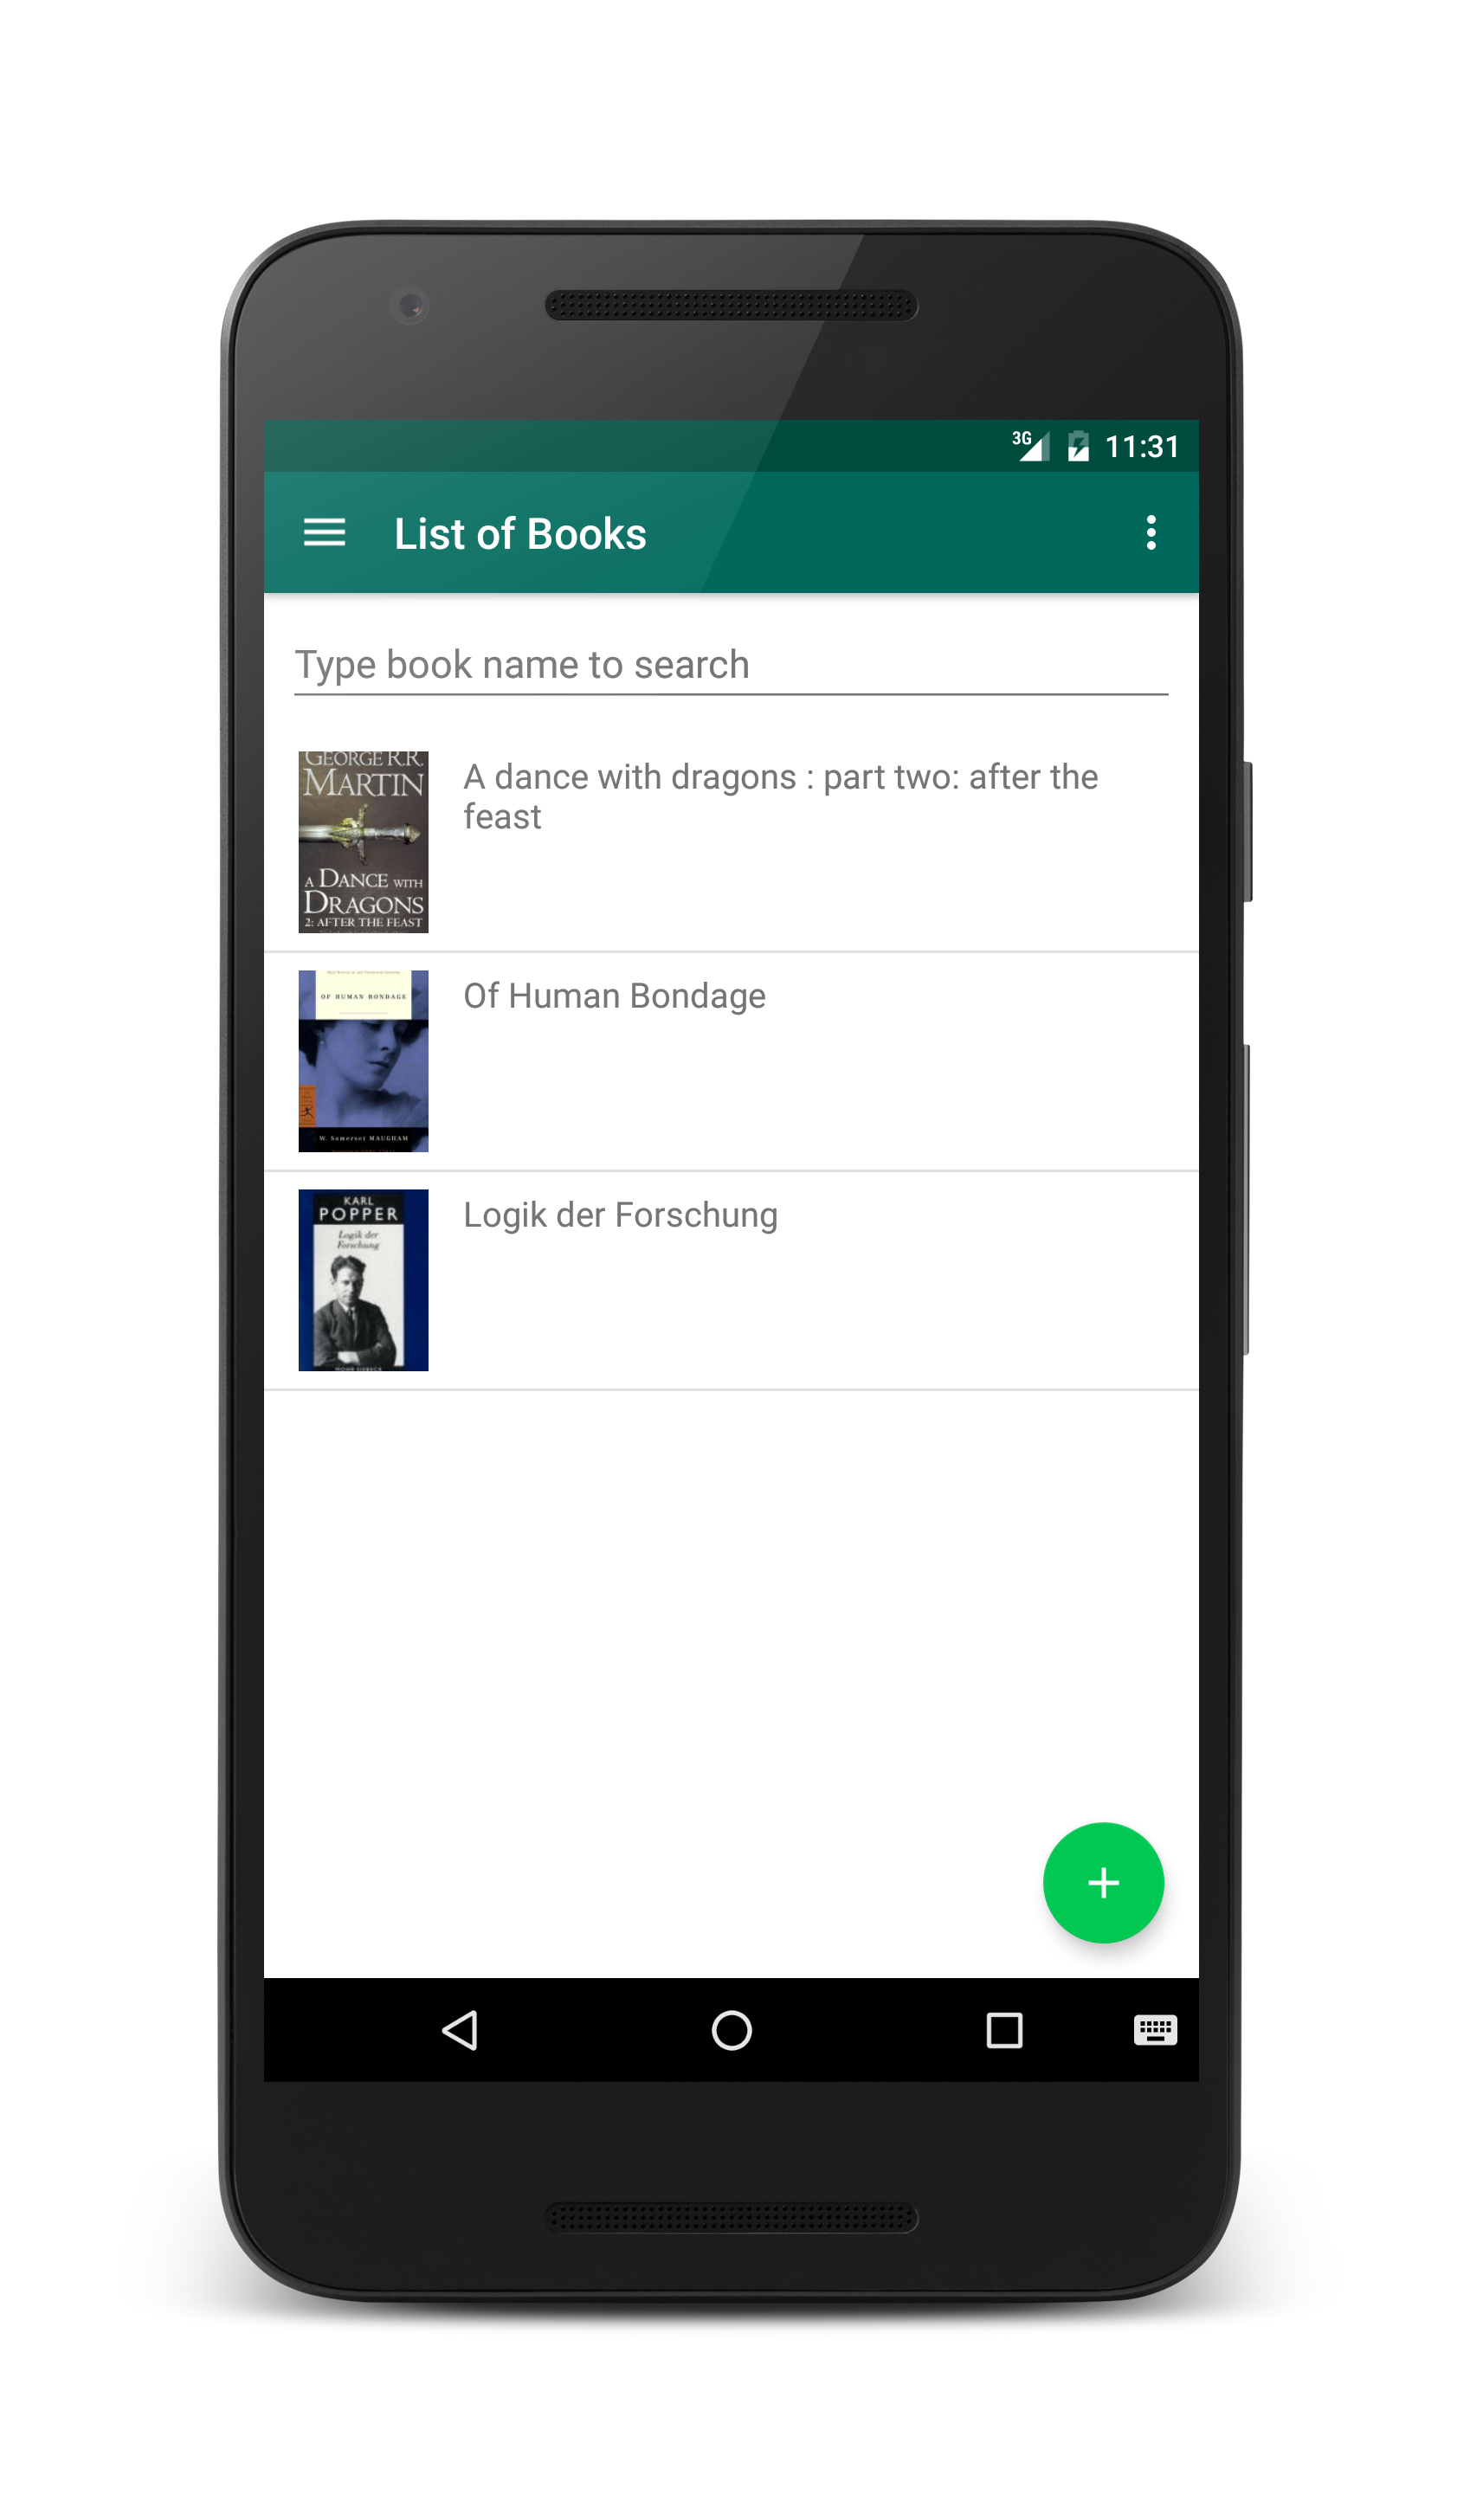 3G 11:31
List of Books
Type book name to search
GEORGE R.R.
MARTIN
A DANCE WITH
DRAGONS
2: AFTER THE FEAST
A dance with dragons : part two: after the
feast
OF HUMAN BONDAGE
W. Somerset MAUGHAM
Of Human Bondage
KARL
POPPER
Logik der
Forschung
MOHR SIEBECK
Logik der Forschung